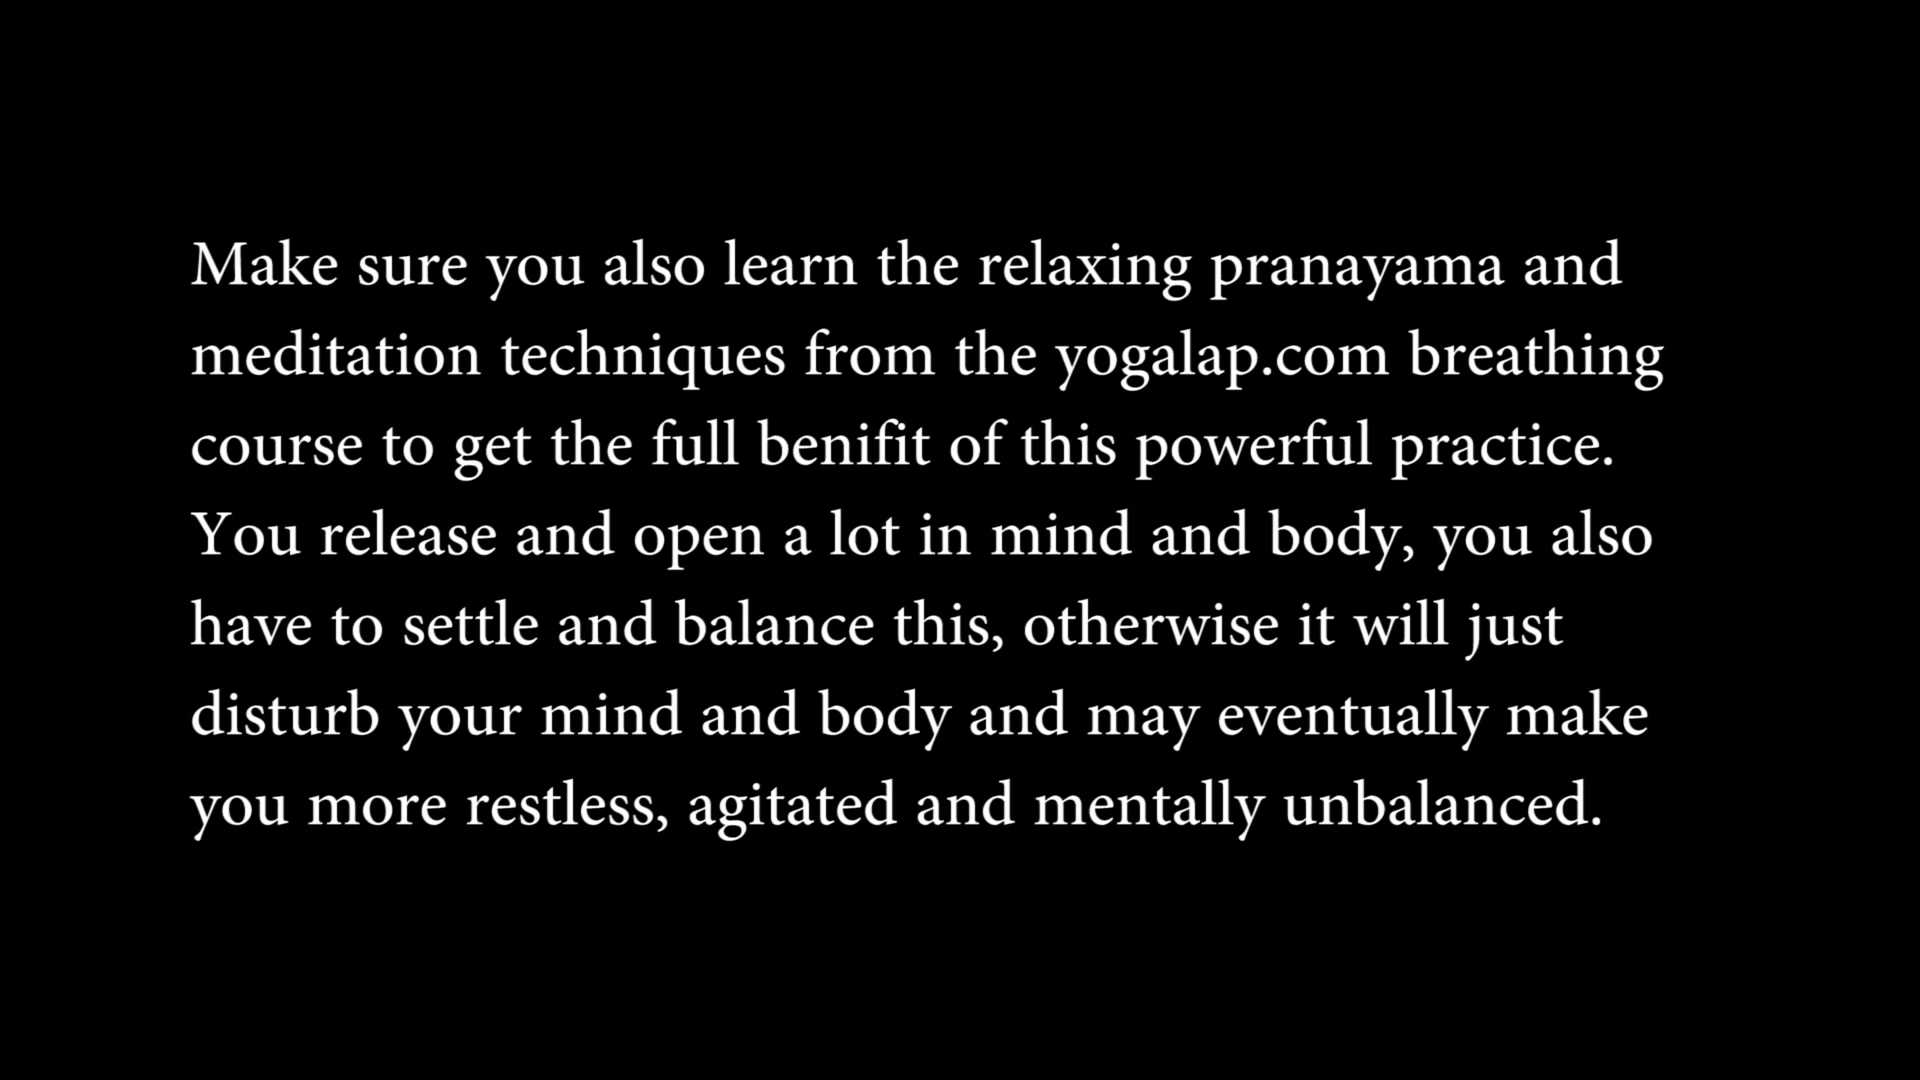 Make sure you also learn the relaxing pranayama and
meditation techniques from the yogalap.com breathing
course to get the full benifit of this powerful practice.
You release and open a lot in mind and body, you also
have to settle and balance this, otherwise it will just
disturb your mind and body and may eventually make
you more restless, agitated and mentally unbalanced.